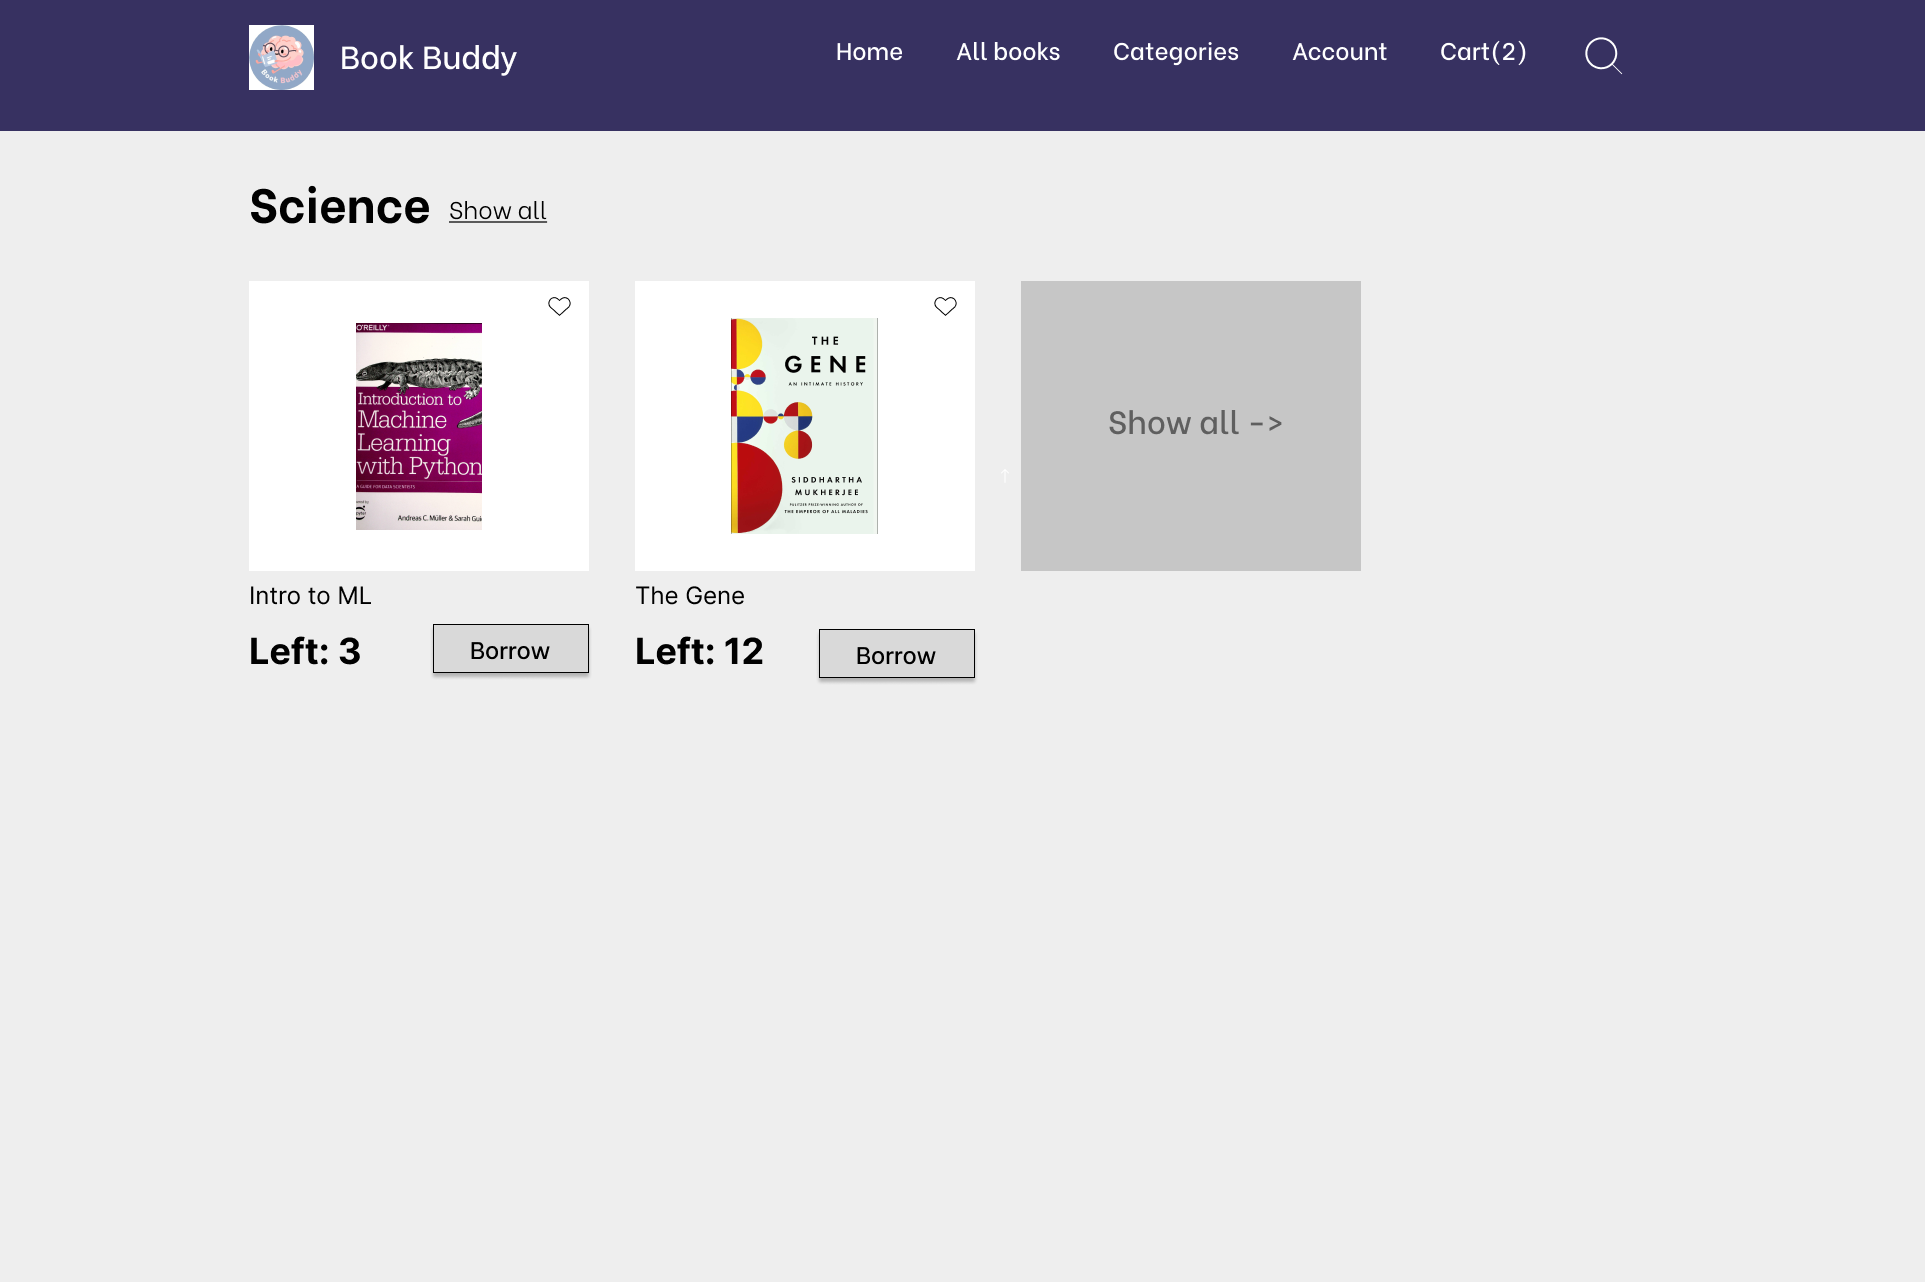 Book Buddy
Book Buddy
Home
All books
Categories
Account
Cart(2)
Science
Show all
O'REILLY
Introduction to
Machine
Learning
with Python
A GUIDE FOR DATA SCIENTISTS
Andreas C. Müller & Sarah Gui
THE
GENE
AN INTIMATE HISTORY
SIDDHARTHA
MUKHERJEE
PULITZER PRIZE-WINNING AUTHOR OF
THE EMPEROR OF ALL MALADIES
Show all ->
↑
Intro to ML
The Gene
Left: 3
Borrow
Left: 12
Borrow